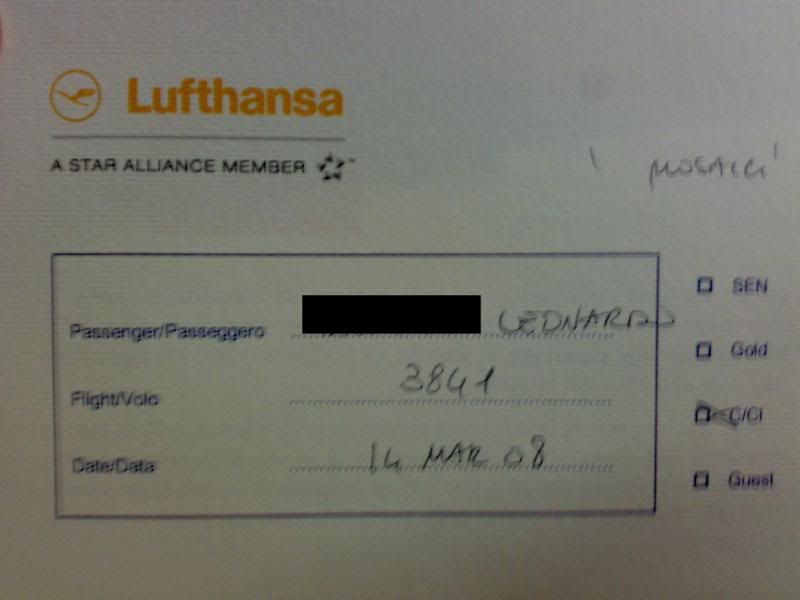 Lufthansa
A STAR ALLIANCE MEMBER
' MOSAICI '
SEN
Passenger/Passeggero LEONARDO
Gold
Flight/Volo 3841
C/Cl
Date/Data 14 MAR 08
Guest